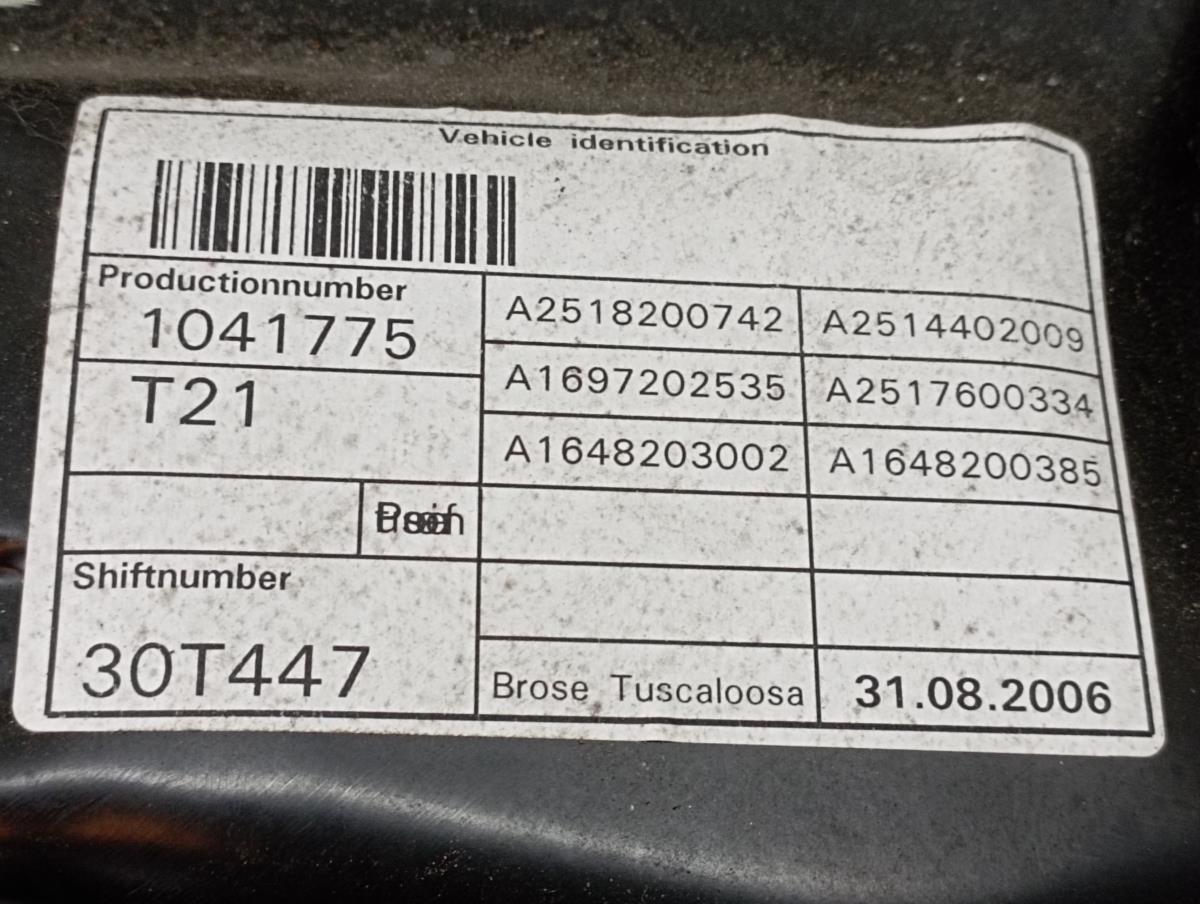 Vehicle identification
Productionnumber
1041775
T21
A2518200742 A2514402009
A1697202535 A2517600334
A1648203002 A1648200385
Shiftnumber
30T447
Brose Tuscaloosa 31.08.2006